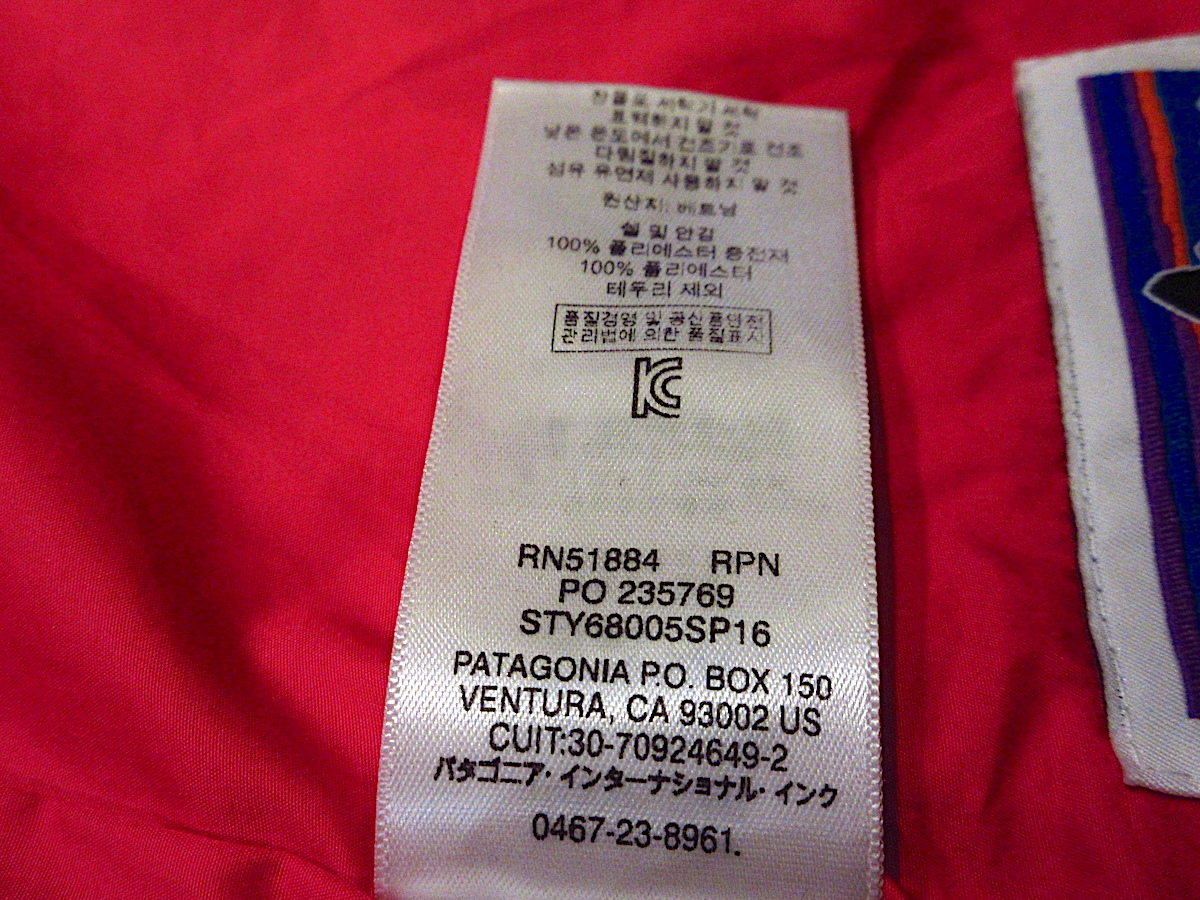 찬물로 세탁기 세탁
표백하지 말 것
낮은 온도에서 건조기로 건조
다림질하지 말 것
섬유 유연제 사용하지 말 것
원산지: 베트남
쉘 및 안감
100% 폴리에스터 충전재
100% 폴리에스터
테두리 제외
품질경영 및 공산품안전
관리법에 의한 품질표시
KC
RN51884 RPN
PO 235769
STY68005SP16
PATAGONIA P.O. BOX 150
VENTURA, CA 93002 US
CUIT:30-70924649-2
パタゴニア・インターナショナル・インク
0467-23-8961.